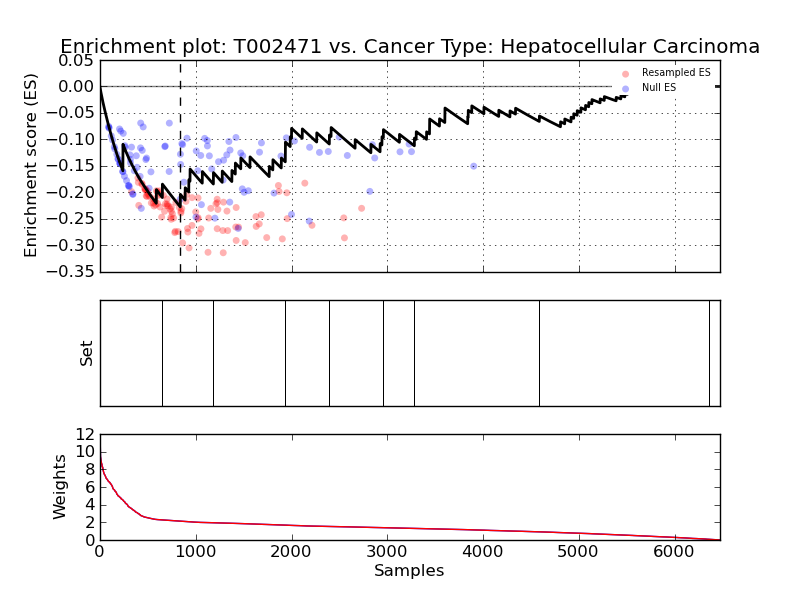 Enrichment plot: T002471 vs. Cancer Type: Hepatocellular Carcinoma
Enrichment score (ES)
0.05
0.00
−0.05
−0.10
−0.15
−0.20
−0.25
−0.30
−0.35
Resampled ES
Null ES
Set
Weights
12
10
8
6
4
2
0
0 1000 2000 3000 4000 5000 6000
Samples